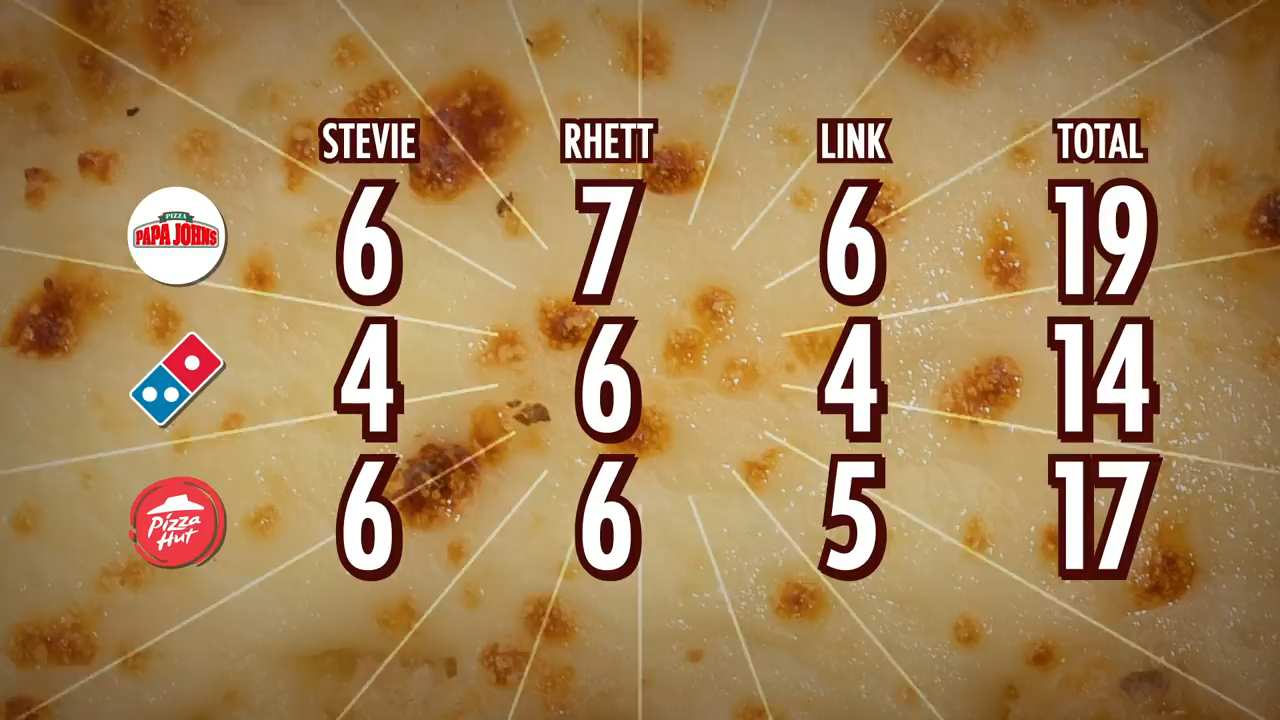 STEVIE RHETT LINK TOTAL
PIZZA
PAPA JOHNS
6 7 6 19
4 6 4 14
Pizza
Hut
6 6 5 17